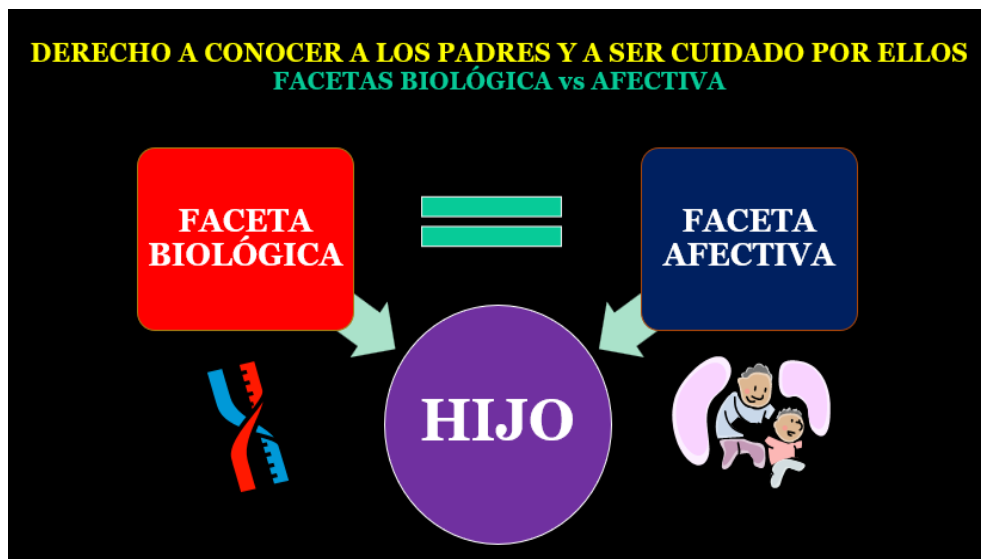 DERECHO A CONOCER A LOS PADRES Y A SER CUIDADO POR ELLOS
FACETAS BIOLÓGICA vs AFECTIVA
FACETA
BIOLÓGICA
FACETA
AFECTIVA
HIJO